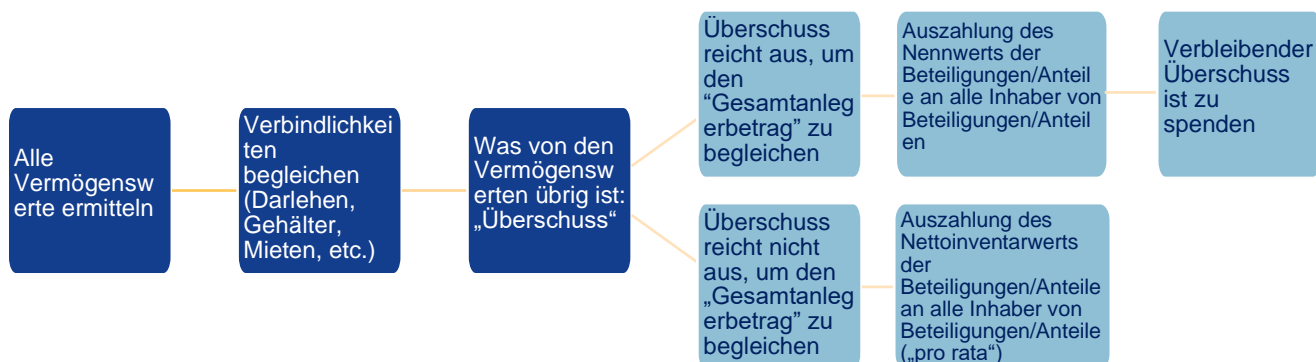 Alle
Vermögensw
erte ermitteln
Verbindlichkei
ten
begleichen
(Darlehen,
Gehälter,
Mieten, etc.)
Was von den
Vermögensw
erten übrig ist:
„Überschuss“
Überschuss
reicht aus, um
den
“Gesamtanleg
erbetrag” zu
begleichen
Auszahlung des
Nennwerts der
Beteiligungen/Anteil
e an alle Inhaber von
Beteiligungen/Anteil
en
Verbleibender
Überschuss
ist zu
spenden
Überschuss
reicht nicht
aus, um den
„Gesamtanleg
erbetrag” zu
begleichen
Auszahlung des
Nettoinventarwerts
der
Beteiligungen/Anteile
an alle Inhaber von
Beteiligungen/Anteile
(„pro rata“)